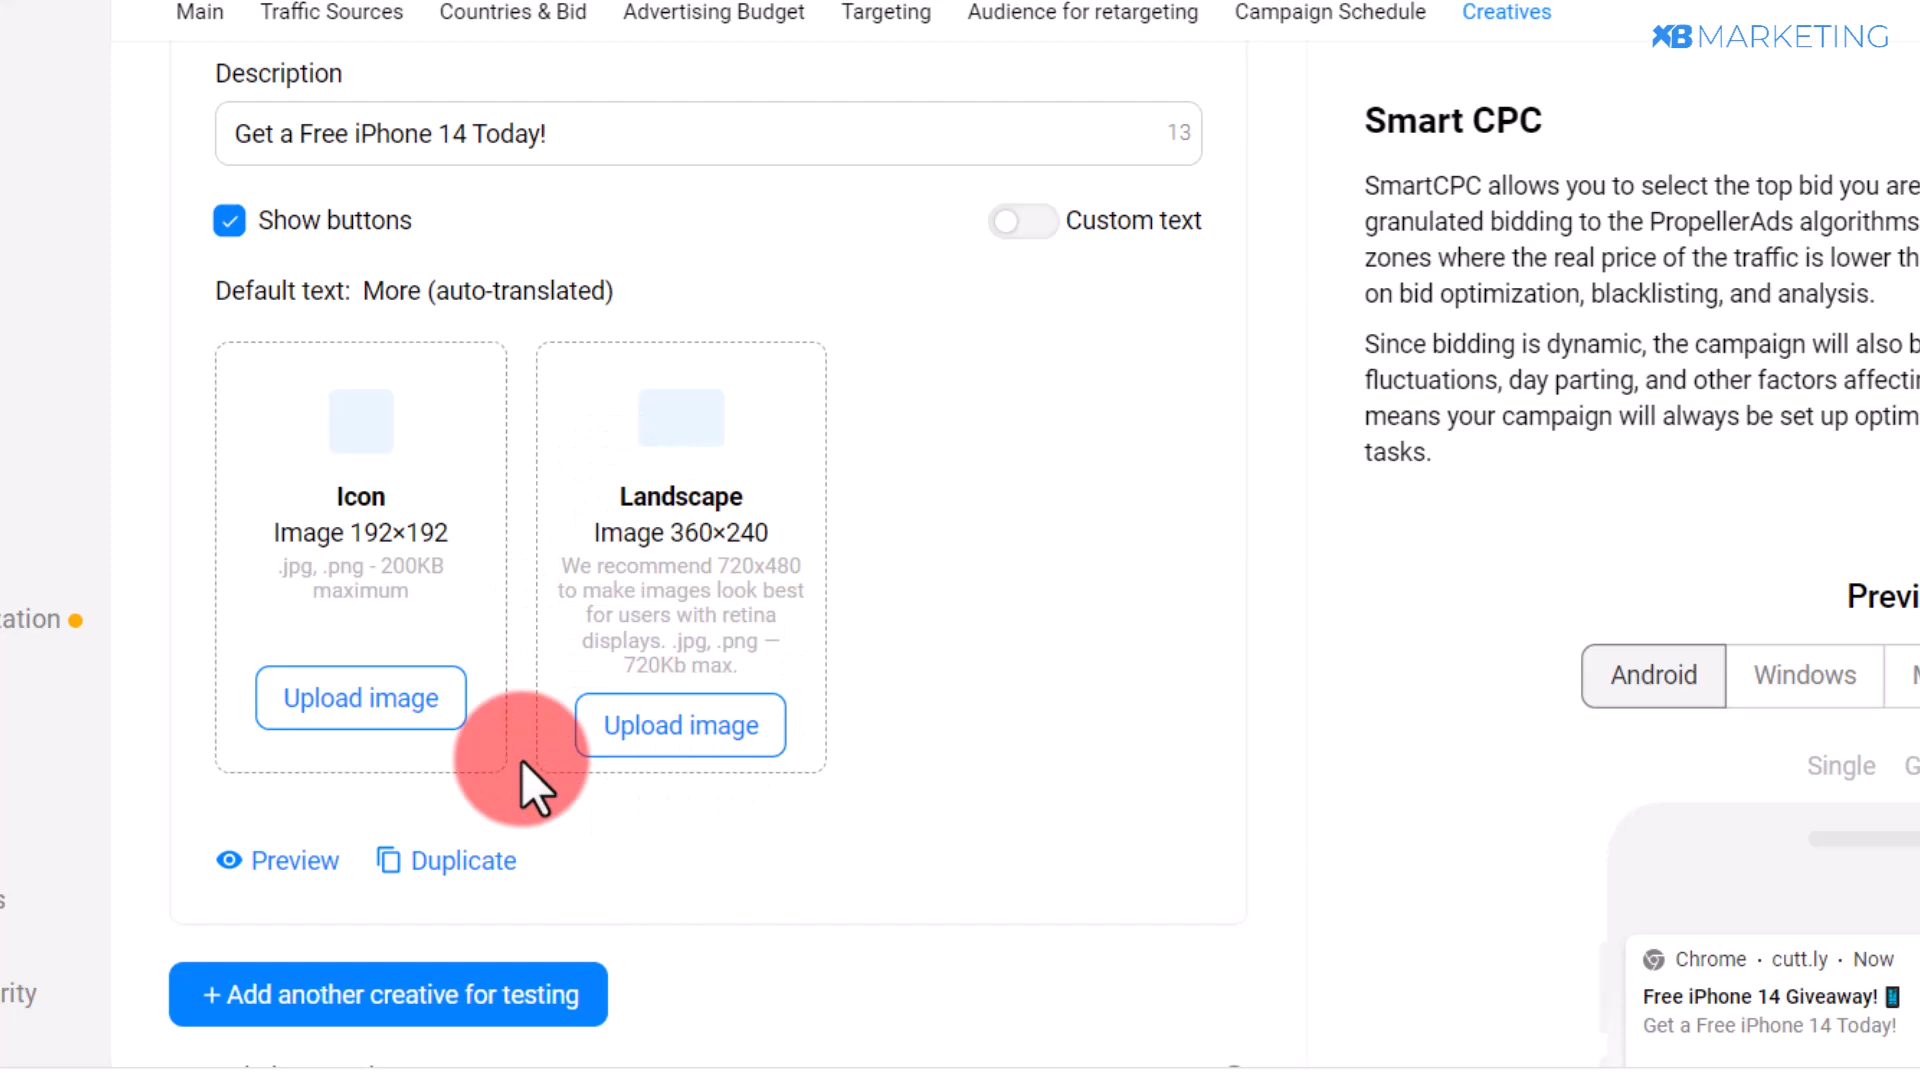 Main Traffic Sources Countries & Bid Advertising Budget Targeting Audience for retargeting Campaign Schedule Creatives
XB MARKETING
Description
Get a Free iPhone 14 Today! 13
Show buttons Custom text
Default text: More (auto-translated)
Icon
Image 192×192
.jpg, .png - 200KB
maximum
Upload image
Landscape
Image 360×240
We recommend 720x480
to make images look best
for users with retina
displays. .jpg, .png —
720Kb max.
Upload image
Preview Duplicate
+ Add another creative for testing
tation
s
rity
Smart CPC
SmartCPC allows you to select the top bid you are
granulated bidding to the PropellerAds algorithms
zones where the real price of the traffic is lower th
on bid optimization, blacklisting, and analysis.
Since bidding is dynamic, the campaign will also b
fluctuations, day parting, and other factors affectin
means your campaign will always be set up optim
tasks.
Previ
Android Windows M
Single G
Chrome · cutt.ly · Now
Free iPhone 14 Giveaway!
Get a Free iPhone 14 Today!